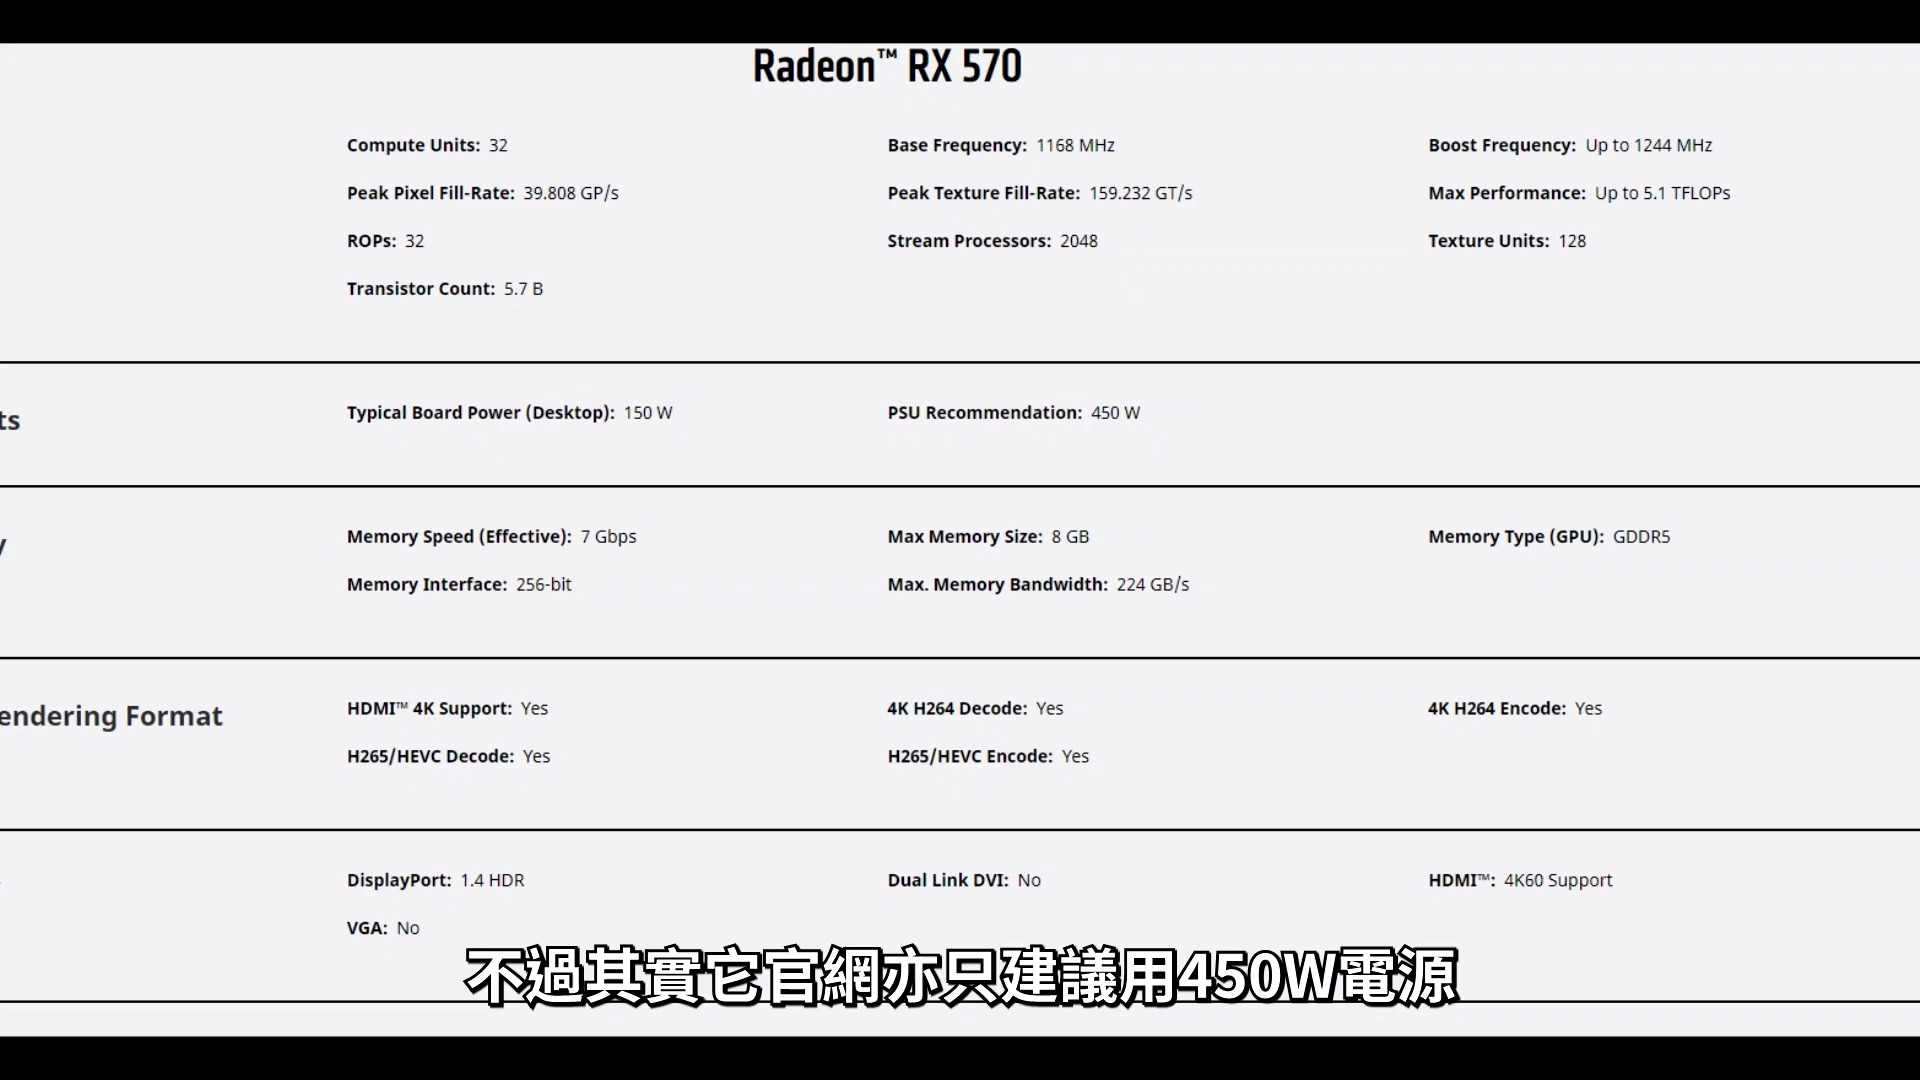 Radeon™ RX 570
Compute Units: 32
Base Frequency: 1168 MHz
Boost Frequency: Up to 1244 MHz
Peak Pixel Fill-Rate: 39.808 GP/s
Peak Texture Fill-Rate: 159.232 GT/s
Max Performance: Up to 5.1 TFLOPs
ROPs: 32
Stream Processors: 2048
Texture Units: 128
Transistor Count: 5.7 B
ts
Typical Board Power (Desktop): 150 W
PSU Recommendation: 450 W
y
Memory Speed (Effective): 7 Gbps
Max Memory Size: 8 GB
Memory Type (GPU): GDDR5
Memory Interface: 256-bit
Max. Memory Bandwidth: 224 GB/s
endering Format
HDMI™ 4K Support: Yes
4K H264 Decode: Yes
4K H264 Encode: Yes
H265/HEVC Decode: Yes
H265/HEVC Encode: Yes
DisplayPort: 1.4 HDR
Dual Link DVI: No
HDMI™: 4K60 Support
VGA: No
不過其實它官網亦只建議用450W電源